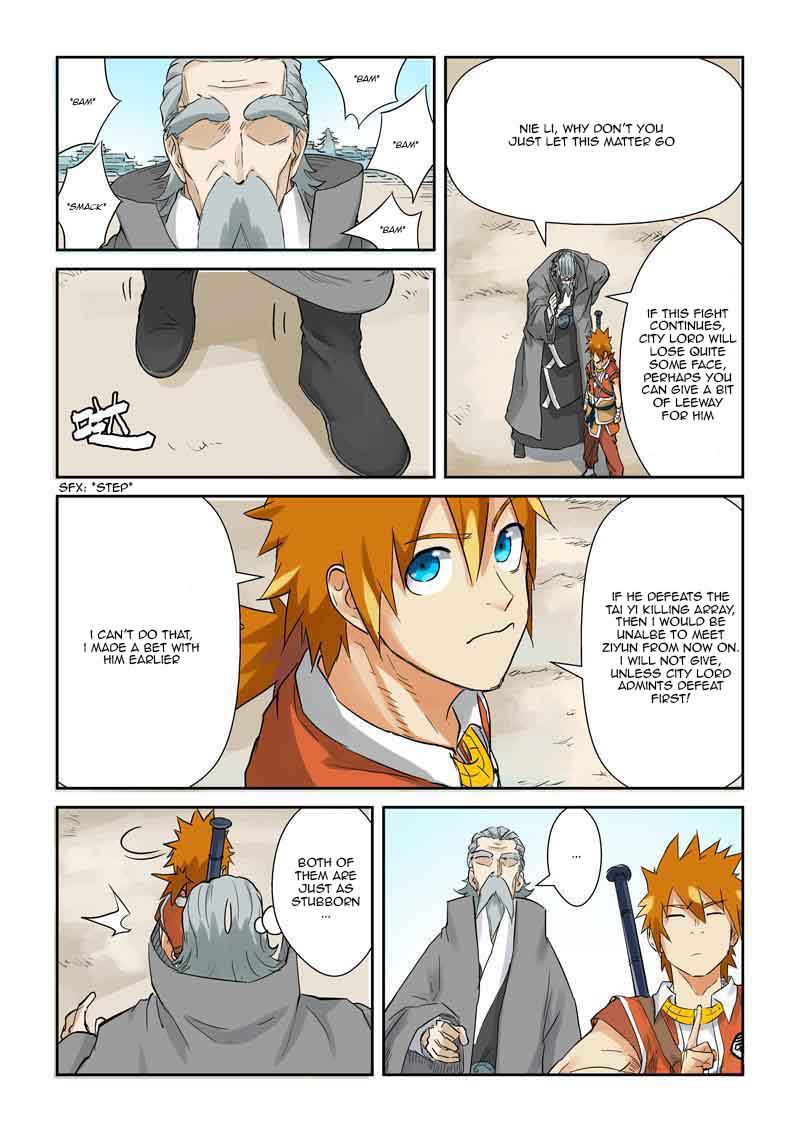 *BAM*
*BAM*
*BAM*
*SMACK*
*BAM*
NIE LI, WHY DON'T YOU
JUST LET THIS MATTER GO
IF THIS FIGHT
CONTINUES,
CITY LORD WILL
LOSE QUITE
SOME FACE,
PERHAPS YOU
CAN GIVE A BIT
OF LEEWAY
FOR HIM
SFX: *STEP*
I CAN'T DO THAT,
I MADE A BET WITH
HIM EARLIER
IF HE DEFEATS THE
TAI YI KILLING ARRAY,
THEN I WOULD BE
UNALBE TO MEET
ZIYUN FROM NOW ON.
I WILL NOT GIVE,
UNLESS CITY LORD
ADMINTS DEFEAT
FIRST!
BOTH OF
THEM ARE
JUST AS
STUBBORN
...
...